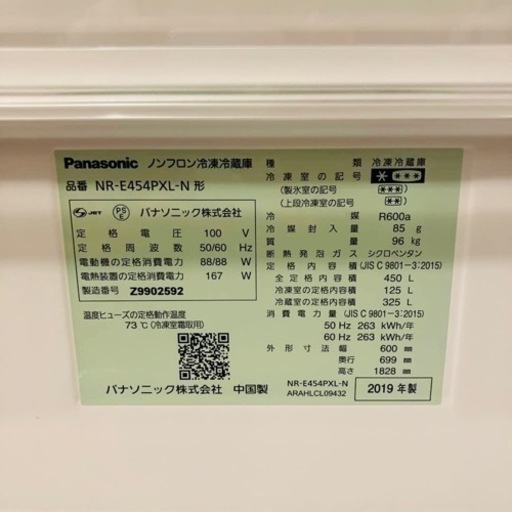 Panasonic ノンフロン冷凍冷蔵庫
品番 NR-E454PXL-N 形
JET PSE パナソニック株式会社
定格電圧 100 V
定格周波数 50/60 Hz
電動機の定格消費電力 88/88 W
電熱装置の定格消費電力 167 W
製造番号 Z9902592
温度ヒューズの定格動作温度
73 ℃(冷凍室霜取用)
パナソニック株式会社 中国製
種類 冷凍冷蔵庫
冷凍室の記号 * ***
(製氷室の記号) (***)
(上段冷凍室の記号) (***)
冷媒 R600a
冷媒封入量 85 g
質量 96 kg
断熱発泡ガス シクロペンタン
定格内容積 (JIS C 9801-3:2015)
全定格内容積 450 L
冷凍室の定格内容積 125 L
冷蔵室の定格内容積 325 L
消費電力量 (JIS C 9801-3:2015)
50 Hz 263 kWh/年
60 Hz 263 kWh/年
外形寸法 幅 600 mm
奥行 699 mm
高さ 1828 mm
NR-E454PXL-N
ARAHLCL09432
2019 年製